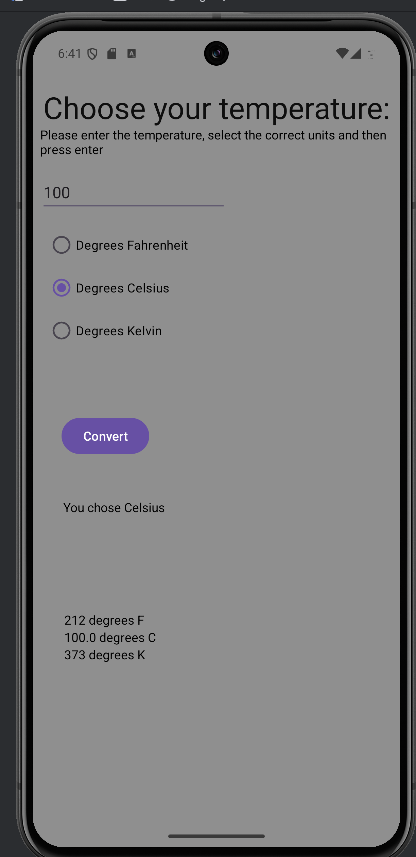 6:41
Choose your temperature:
Please enter the temperature, select the correct units and then
press enter
100
Degrees Fahrenheit
Degrees Celsius
Degrees Kelvin
Convert
You chose Celsius
212 degrees F
100.0 degrees C
373 degrees K